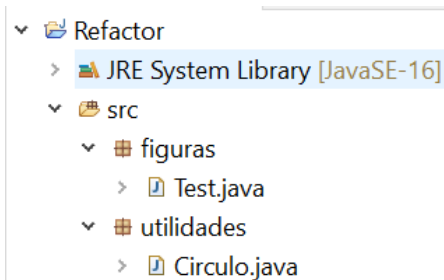 Refactor
JRE System Library [JavaSE-16]
src
figuras
Test.java
utilidades
Circulo.java